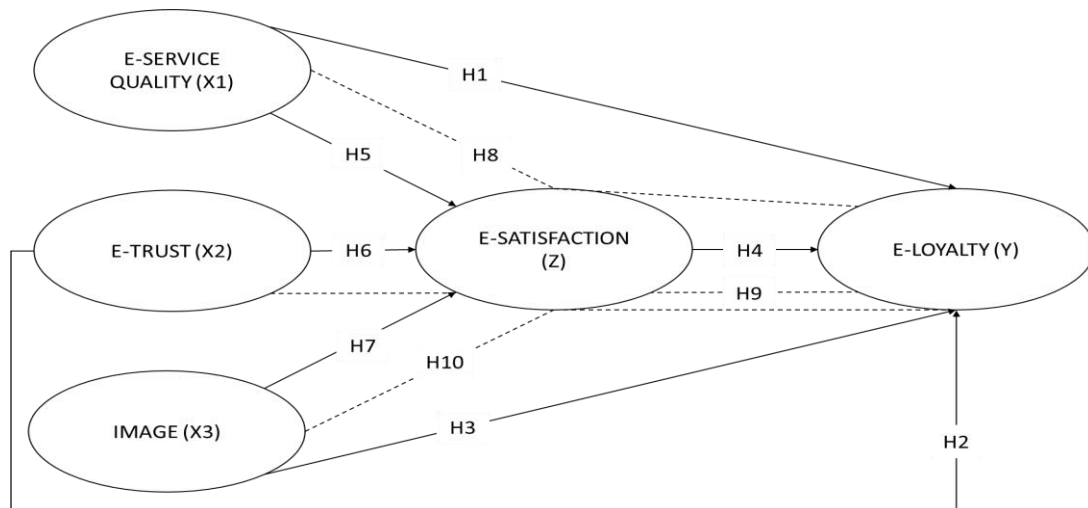 E-SERVICE
QUALITY (X1)
H1
H5
H8
E-TRUST (X2)
H6
E-SATISFACTION
(Z)
H4
E-LOYALTY (Y)
H9
H7
H10
IMAGE (X3)
H3
H2